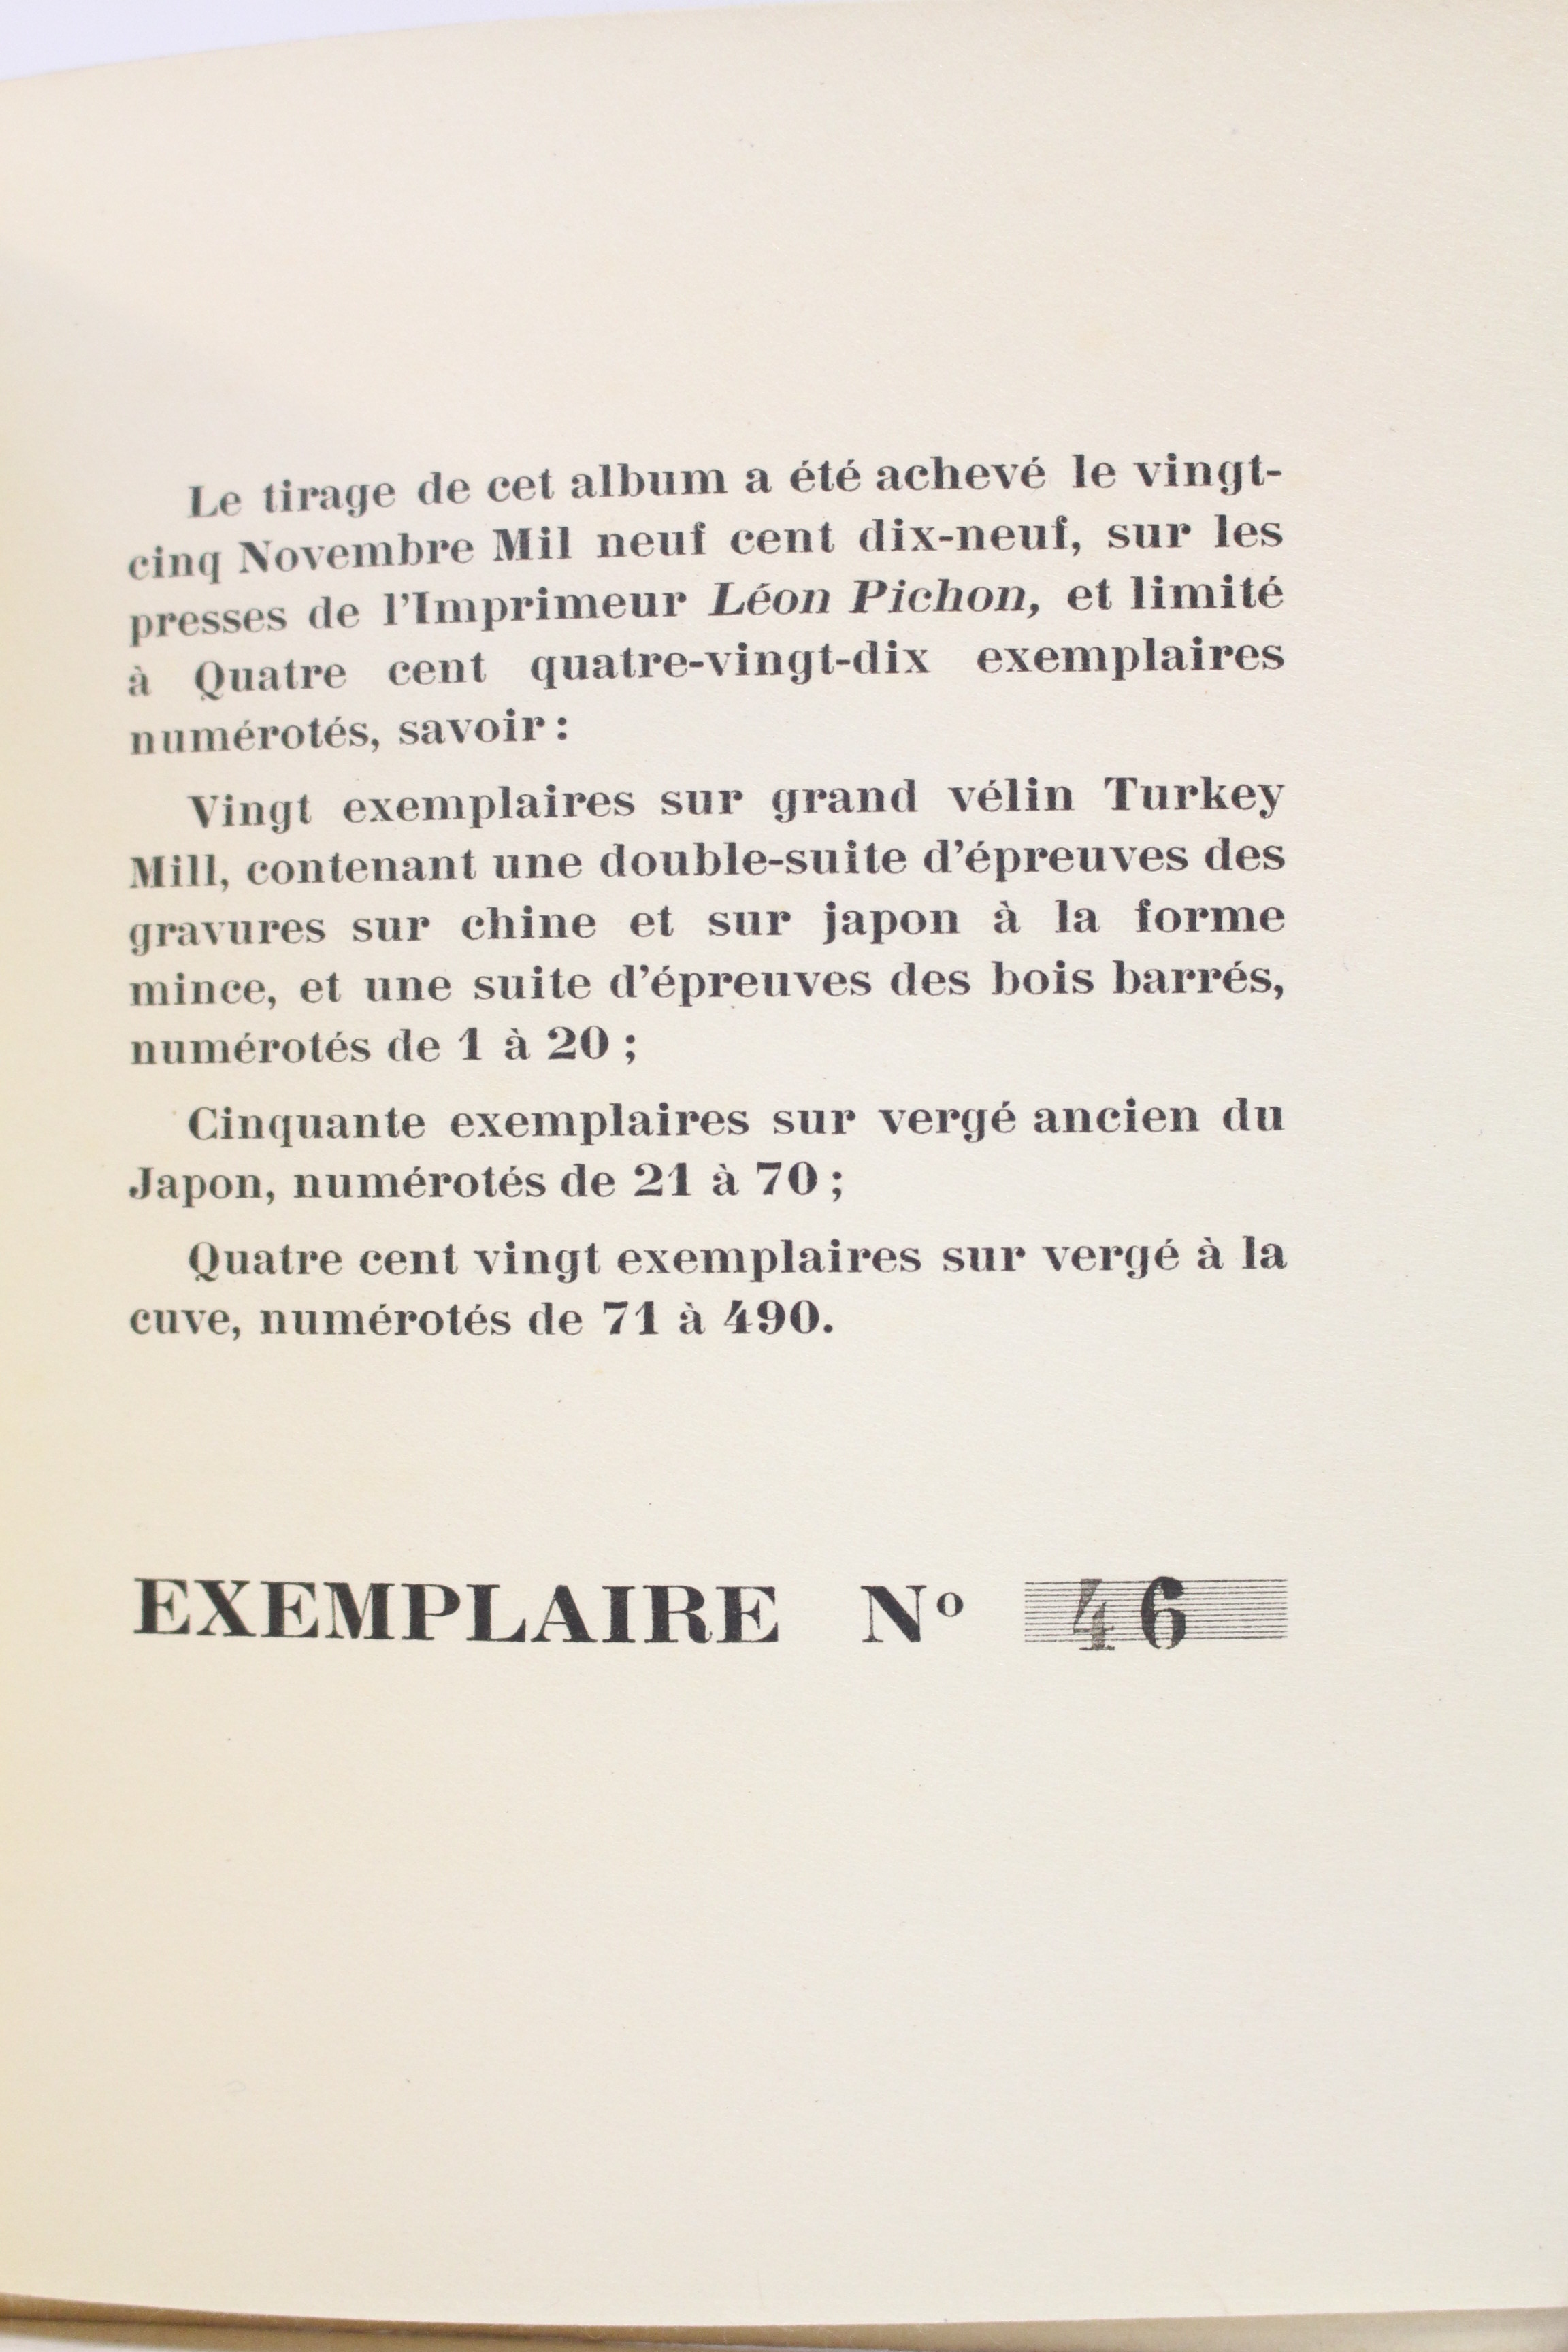 Le tirage de cet album a été achevé le vingt-
cinq Novembre Mil neuf cent dix-neuf, sur les
presses de l'Imprimeur Léon Pichon, et limité
à Quatre cent quatre-vingt-dix exemplaires
numérotés, savoir :
Vingt exemplaires sur grand vélin Turkey
Mill, contenant une double-suite d'épreuves des
gravures sur chine et sur japon à la forme
mince, et une suite d'épreuves des bois barrés,
numérotés de 1 à 20 ;
Cinquante exemplaires sur vergé ancien du
Japon, numérotés de 21 à 70 ;
Quatre cent vingt exemplaires sur vergé à la
cuve, numérotés de 71 à 490.
EXEMPLAIRE Nº 46